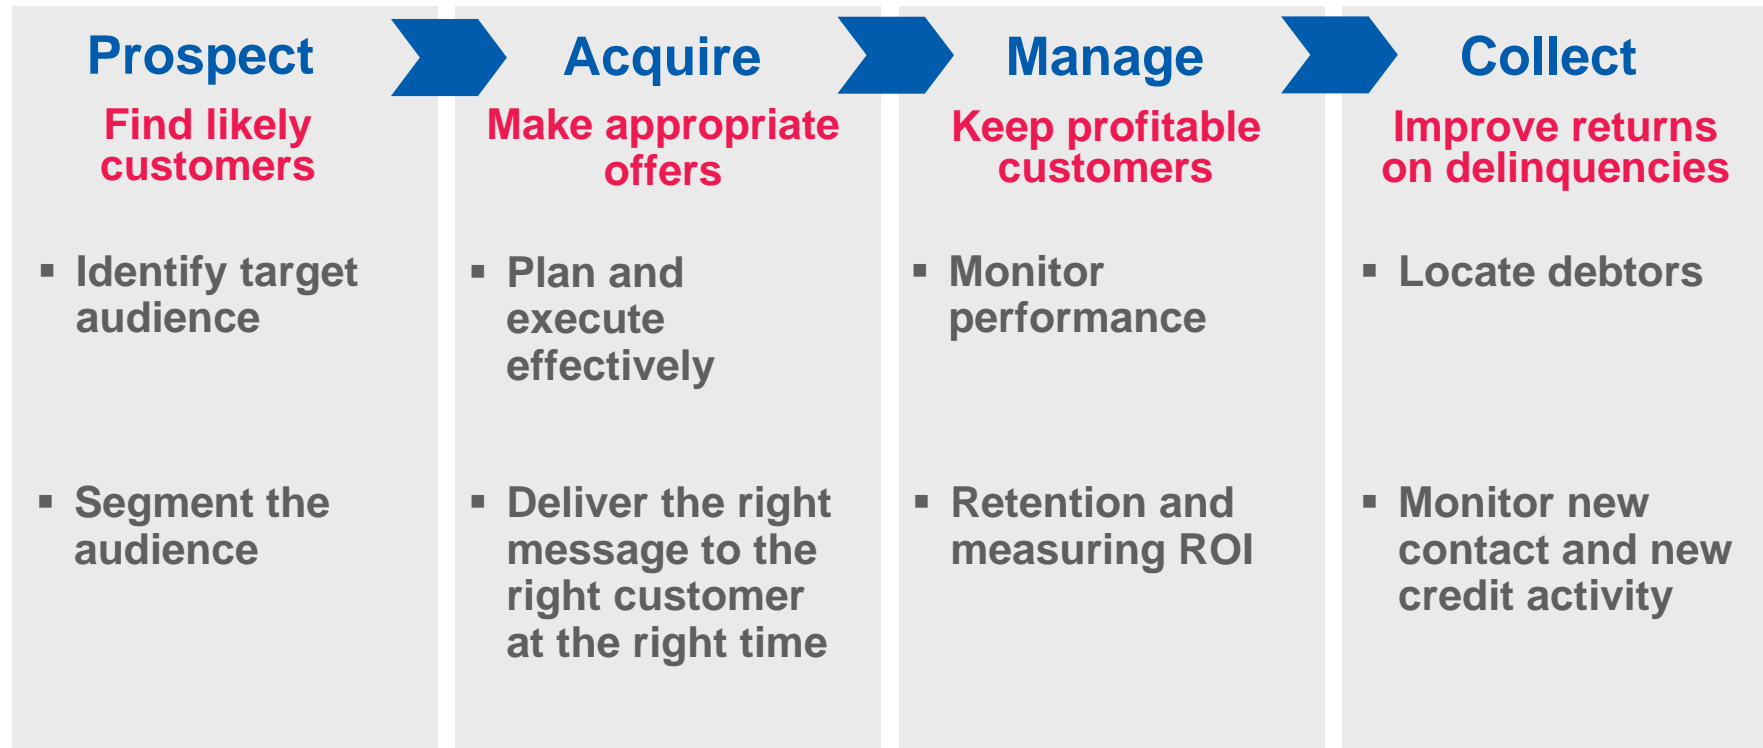 Prospect
Find likely
customers
▪ Identify target
audience
▪ Segment the
audience
Acquire
Make appropriate
offers
▪ Plan and
execute
effectively
▪ Deliver the right
message to the
right customer
at the right time
Manage
Keep profitable
customers
▪ Monitor
performance
▪ Retention and
measuring ROI
Collect
Improve returns
on delinquencies
▪ Locate debtors
▪ Monitor new
contact and new
credit activity